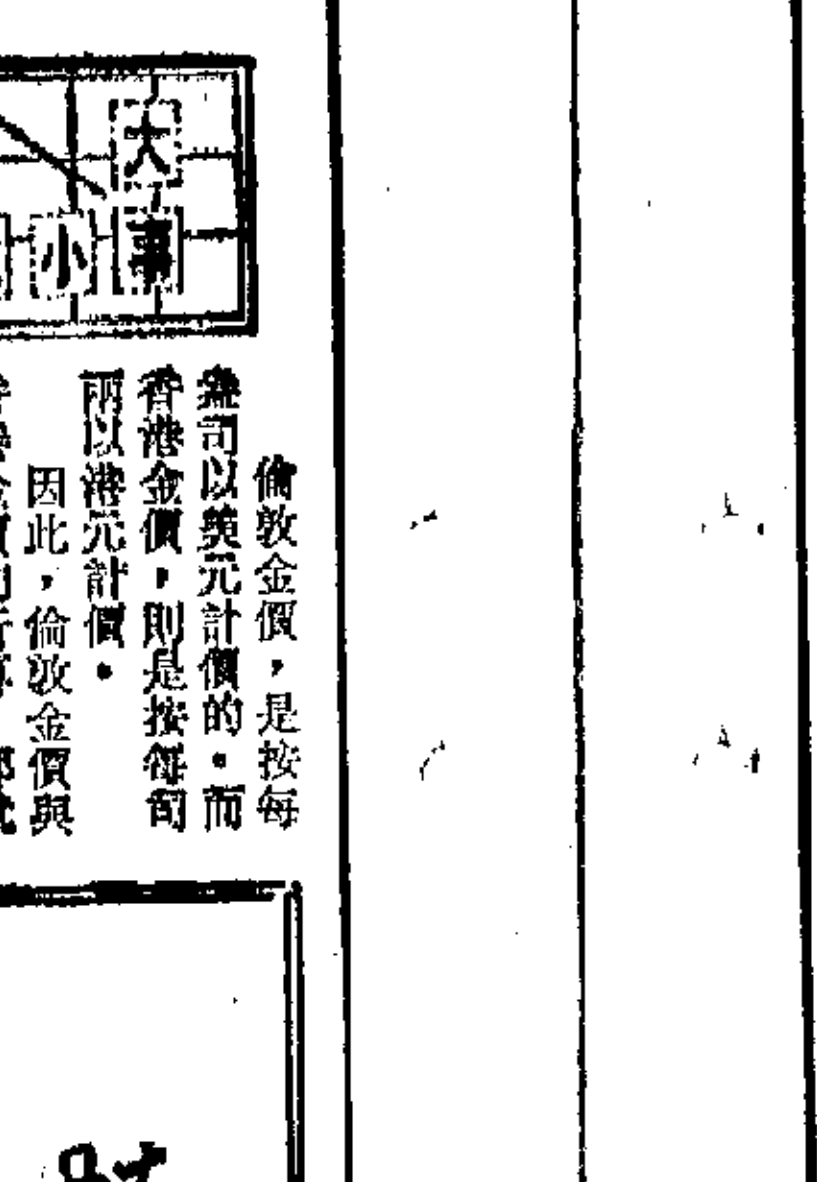 大事
小
倫敦金價，是按每
盎司以美元計價的。而
香港金價，則是按每司
兩以港元計價。
因此，倫敦金價與